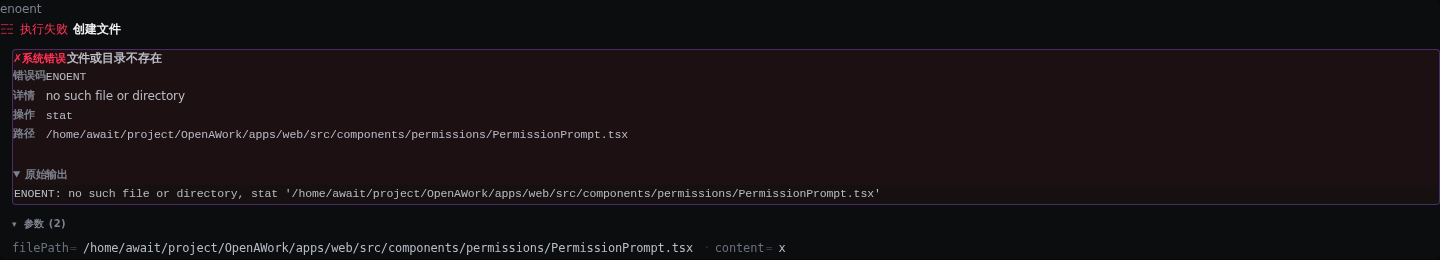 enoent
执行失败 创建文件
✗系统错误文件或目录不存在
错误码ENOENT
详情 no such file or directory
操作 stat
路径 /home/await/project/OpenAWork/apps/web/src/components/permissions/PermissionPrompt.tsx
▼ 原始输出
ENOENT: no such file or directory, stat '/home/await/project/OpenAWork/apps/web/src/components/permissions/PermissionPrompt.tsx'
▾ 参数 (2)
filePath= /home/await/project/OpenAWork/apps/web/src/components/permissions/PermissionPrompt.tsx · content= x